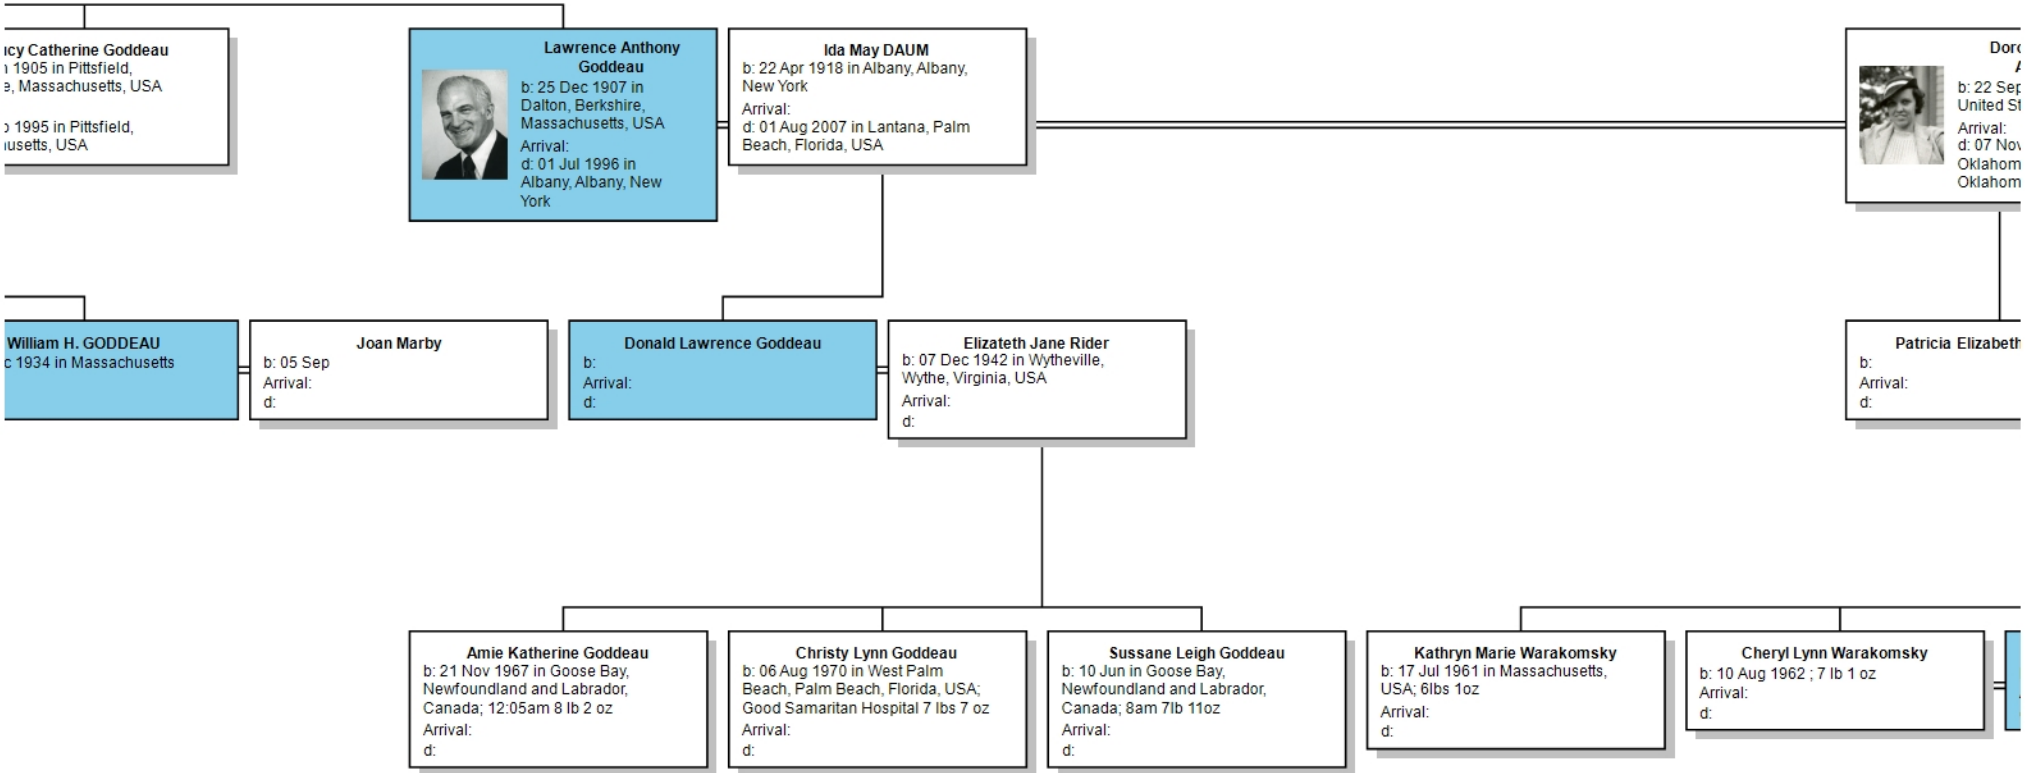 Catherine Goddeau
1905 in Pittsfield,
Massachusetts, USA
1995 in Pittsfield,
USA
Lawrence Anthony
Goddeau
b: 25 Dec 1907 in
Dalton, Berkshire,
Massachusetts, USA
Arrival:
d: 01 Jul 1996 in
Albany, Albany, New
York
Ida May DAUM
b: 22 Apr 1918 in Albany, Albany,
New York
Arrival:
d: 01 Aug 2007 in Lantana, Palm
Beach, Florida, USA
b: 22 Sep
United
Arrival:
d: 07 Nov
William H. GODDEAU
1934 in Massachusetts
Joan Marby
b: 05 Sep
Arrival:
d:
Donald Lawrence Goddeau
b:
Arrival:
d:
Elizateth Jane Rider
b: 07 Dec 1942 in Wytheville,
Wythe, Virginia, USA
Arrival:
d:
Patricia Elizabeth
b:
Arrival:
d:
Amie Katherine Goddeau
b: 21 Nov 1967 in Goose Bay,
Newfoundland and Labrador,
Canada; 12:05am 8 lb 2 oz
Arrival:
d:
Christy Lynn Goddeau
b: 06 Aug 1970 in West Palm
Beach, Palm Beach, Florida, USA;
Good Samaritan Hospital 7 lbs 7 oz
Arrival:
d:
Sussane Leigh Goddeau
b: 10 Jun in Goose Bay,
Newfoundland and Labrador,
Canada; 8am 7lb 11oz
Arrival:
d:
Kathryn Marie Warakomsky
b: 17 Jul 1961 in Massachusetts,
USA; 6lbs 1oz
Arrival:
d:
Cheryl Lynn Warakomsky
b: 10 Aug 1962 ; 7 lb 1 oz
Arrival:
d: